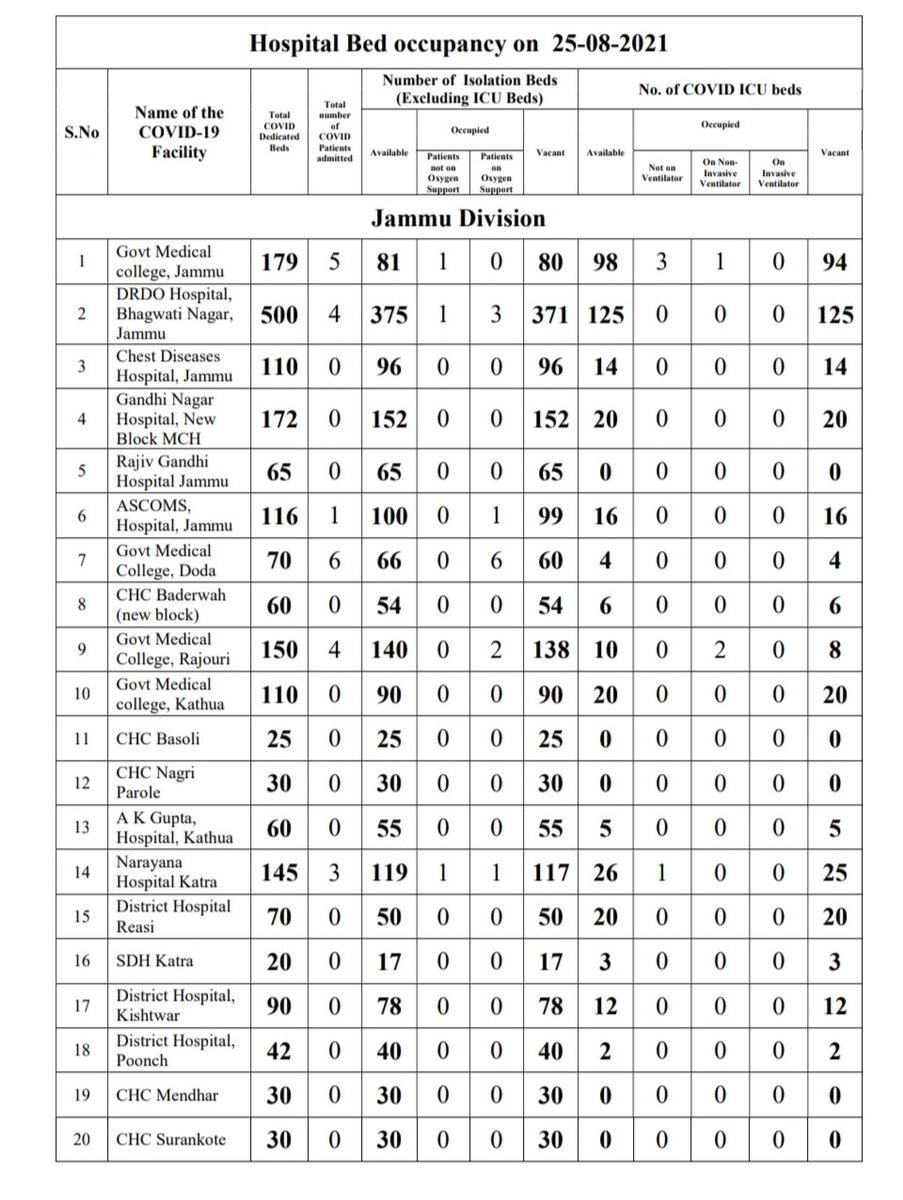 Hospital Bed occupancy on 25-08-2021
S.No
Name of the
COVID-19
Facility
Total
COVID
Dedicated
Beds
Total
number
of
COVID
Patients
admitted
Number of Isolation Beds
(Excluding ICU Beds)
Available
Occupied
Patients
not on
Oxygen
Support
Patients
on
Oxygen
Support
Vacant
No. of COVID ICU beds
Available
Occupied
Not on
Ventilator
On Non-
Invasive
Ventilator
On
Invasive
Ventilator
Vacant
Jammu Division
1 Govt Medical
college, Jammu 179 5 81 1 0 80 98 3 1 0 94
2 DRDO Hospital,
Bhagwati Nagar,
Jammu 500 4 375 1 3 371 125 0 0 0 125
3 Chest Diseases
Hospital, Jammu 110 0 96 0 0 96 14 0 0 0 14
4 Gandhi Nagar
Hospital, New
Block MCH 172 0 152 0 0 152 20 0 0 0 20
5 Rajiv Gandhi
Hospital Jammu 65 0 65 0 0 65 0 0 0 0 0
6 ASCOMS,
Hospital, Jammu 116 1 100 0 1 99 16 0 0 0 16
7 Govt Medical
College, Doda 70 6 66 0 6 60 4 0 0 0 4
8 CHC Baderwah
(new block) 60 0 54 0 0 54 6 0 0 0 6
9 Govt Medical
College, Rajouri 150 4 140 0 2 138 10 0 2 0 8
10 Govt Medical
college, Kathua 110 0 90 0 0 90 20 0 0 0 20
11 CHC Basoli 25 0 25 0 0 25 0 0 0 0 0
12 CHC Nagri
Parole 30 0 30 0 0 30 0 0 0 0 0
13 A K Gupta,
Hospital, Kathua 60 0 55 0 0 55 5 0 0 0 5
14 Narayana
Hospital Katra 145 3 119 1 1 117 26 1 0 0 25
15 District Hospital
Reasi 70 0 50 0 0 50 20 0 0 0 20
16 SDH Katra 20 0 17 0 0 17 3 0 0 0 3
17 District Hospital,
Kishtwar 90 0 78 0 0 78 12 0 0 0 12
18 District Hospital,
Poonch 42 0 40 0 0 40 2 0 0 0 2
19 CHC Mendhar 30 0 30 0 0 30 0 0 0 0 0
20 CHC Surankote 30 0 30 0 0 30 0 0 0 0 0